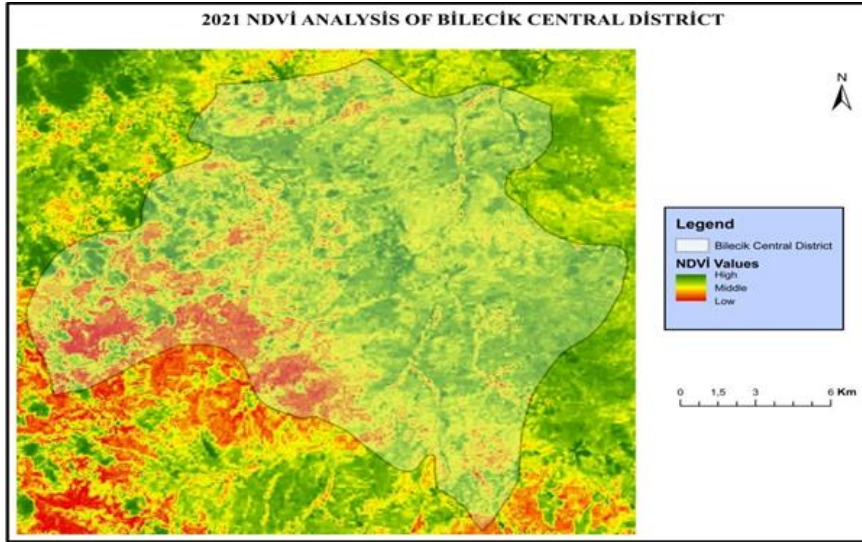 2021 NDVİ ANALYSİS OF BİLECİK CENTRAL DİSTRİCT
N
Legend
Bilecik Central District
NDVİ Values
High
Middle
Low
0 1,5 3 6 Km